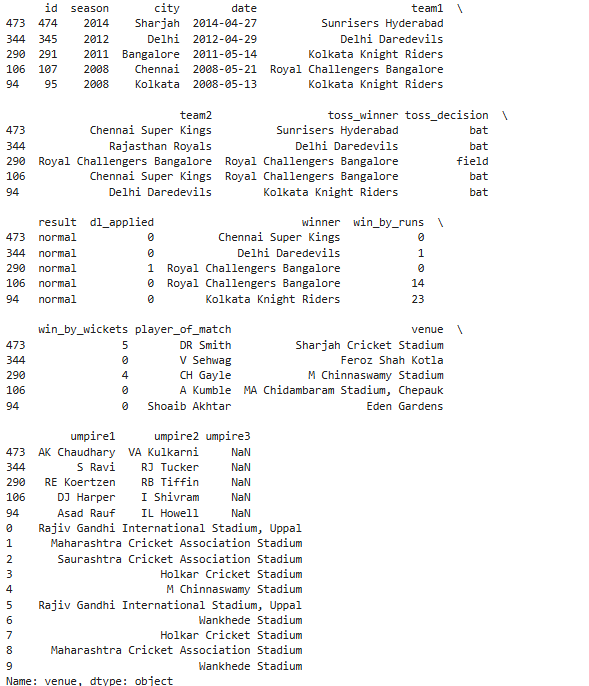 id season city date team1 \
473 474 2014 Sharjah 2014-04-27 Sunrisers Hyderabad
344 345 2012 Delhi 2012-04-29 Delhi Daredevils
290 291 2011 Bangalore 2011-05-14 Kolkata Knight Riders
106 107 2008 Chennai 2008-05-21 Royal Challengers Bangalore
94 95 2008 Kolkata 2008-05-13 Kolkata Knight Riders
team2 toss_winner toss_decision \
473 Chennai Super Kings Sunrisers Hyderabad bat
344 Rajasthan Royals Delhi Daredevils bat
290 Royal Challengers Bangalore Royal Challengers Bangalore field
106 Chennai Super Kings Royal Challengers Bangalore bat
94 Delhi Daredevils Kolkata Knight Riders bat
result dl_applied winner win_by_runs \
473 normal 0 Chennai Super Kings 0
344 normal 0 Delhi Daredevils 1
290 normal 1 Royal Challengers Bangalore 0
106 normal 0 Royal Challengers Bangalore 14
94 normal 0 Kolkata Knight Riders 23
win_by_wickets player_of_match venue \
473 5 DR Smith Sharjah Cricket Stadium
344 0 V Sehwag Feroz Shah Kotla
290 4 CH Gayle M Chinnaswamy Stadium
106 0 A Kumble MA Chidambaram Stadium, Chepauk
94 0 Shoaib Akhtar Eden Gardens
umpire1 umpire2 umpire3
473 AK Chaudhary VA Kulkarni NaN
344 S Ravi RJ Tucker NaN
290 RE Koertzen RB Tiffin NaN
106 DJ Harper I Shivram NaN
94 Asad Rauf IL Howell NaN
0 Rajiv Gandhi International Stadium, Uppal
1 Maharashtra Cricket Association Stadium
2 Saurashtra Cricket Association Stadium
3 Holkar Cricket Stadium
4 M Chinnaswamy Stadium
5 Rajiv Gandhi International Stadium, Uppal
6 Wankhede Stadium
7 Holkar Cricket Stadium
8 Maharashtra Cricket Association Stadium
9 Wankhede Stadium
Name: venue, dtype: object